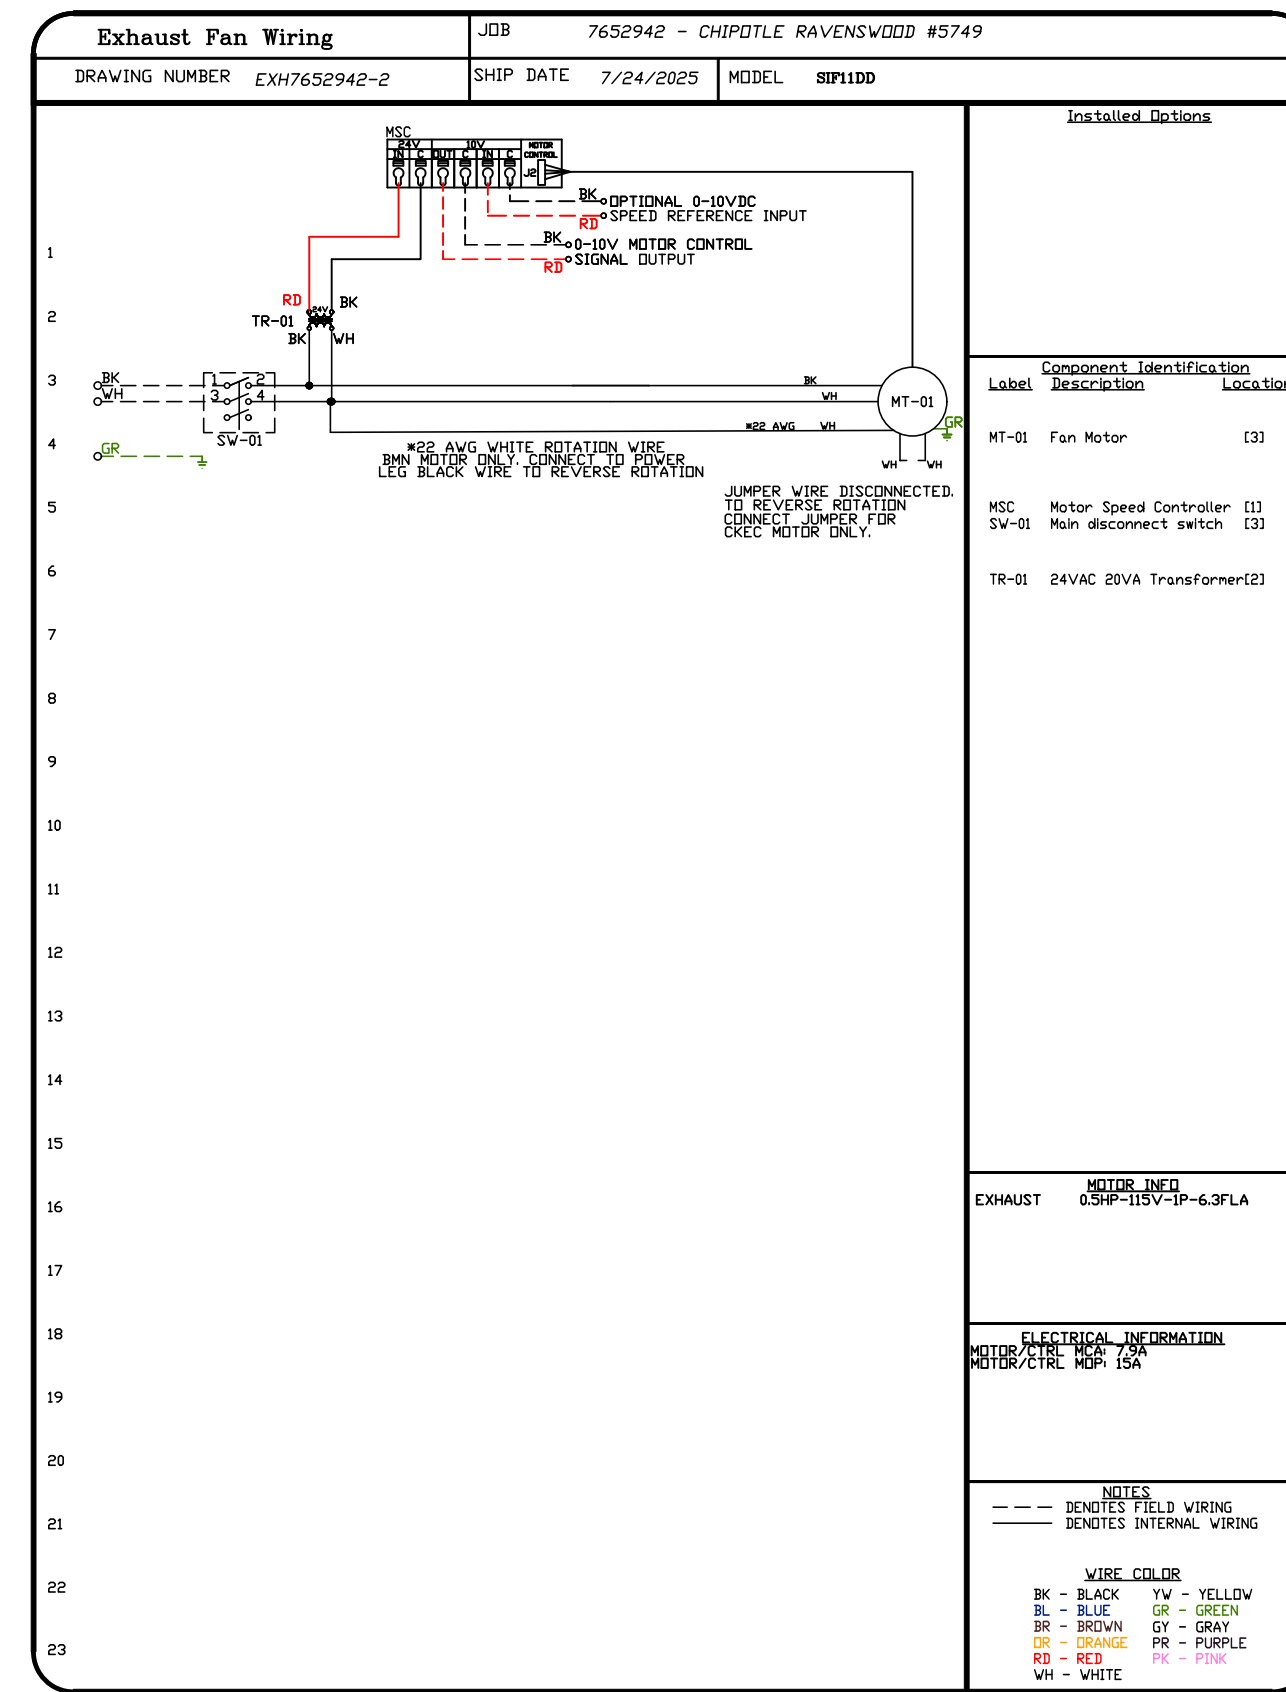 Exhaust Fan Wiring
JOB 7652942 - CHIPOTLE RAVENSWOOD #5749
DRAWING NUMBER EXH7652942-2
SHIP DATE 7/24/2025
MODEL SIF11DD
MSC
24V 10V MOTOR
IN C OUT C IN C CONTROL
J2
BK OPTIONAL 0-10VDC
RD SPEED REFERENCE INPUT
BK 0-10V MOTOR CONTROL
RD SIGNAL OUTPUT
RD 24V BK
TR-01
BK WH
BK 1 2 BK
WH 3 4 WH
MT-01
SW-01
*22 AWG WH
GR
GR
WH WH
*22 AWG WHITE ROTATION WIRE
BMN MOTOR ONLY. CONNECT TO POWER
LEG BLACK WIRE TO REVERSE ROTATION
JUMPER WIRE DISCONNECTED.
TO REVERSE ROTATION
CONNECT JUMPER FOR
CKEC MOTOR ONLY.
1
2
3
4
5
6
7
8
9
10
11
12
13
14
15
16
17
18
19
20
21
22
23
Installed Options
Component Identification
Label Description Location
MT-01 Fan Motor [3]
MSC Motor Speed Controller [1]
SW-01 Main disconnect switch [3]
TR-01 24VAC 20VA Transformer[2]
MOTOR INFO
EXHAUST 0.5HP-115V-1P-6.3FLA
ELECTRICAL INFORMATION
MOTOR/CTRL MCA: 7.9A
MOTOR/CTRL MOP: 15A
NOTES
— — — DENOTES FIELD WIRING
——— DENOTES INTERNAL WIRING
WIRE COLOR
BK - BLACK YW - YELLOW
BL - BLUE GR - GREEN
BR - BROWN GY - GRAY
OR - ORANGE PR - PURPLE
RD - RED PK - PINK
WH - WHITE